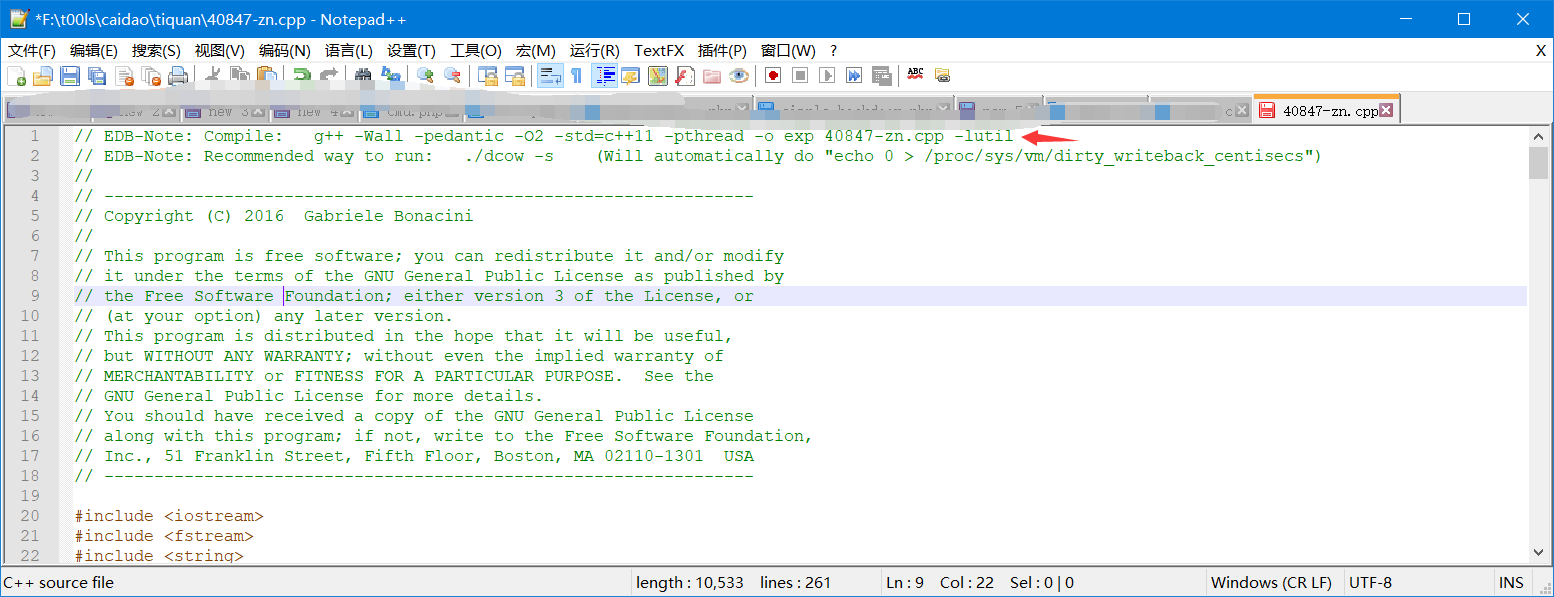 *F:\t00ls\caidao\tiquan\40847-zn.cpp - Notepad++
文件(F) 编辑(E) 搜索(S) 视图(V) 编码(N) 语言(L) 设置(T) 工具(O) 宏(M) 运行(R) TextFX 插件(P) 窗口(W) ? X
ABC
new 2 new 3 new 4 cmd.php c 40847-zn.cpp
1 // EDB-Note: Compile:   g++ -Wall -pedantic -O2 -std=c++11 -pthread -o exp 40847-zn.cpp -lutil
2 // EDB-Note: Recommended way to run:   ./dcow -s    (Will automatically do "echo 0 > /proc/sys/vm/dirty_writeback_centisecs")
3 //
4 // -----------------------------------------------------------------
5 // Copyright (C) 2016  Gabriele Bonacini
6 //
7 // This program is free software; you can redistribute it and/or modify
8 // it under the terms of the GNU General Public License as published by
9 // the Free Software Foundation; either version 3 of the License, or
10 // (at your option) any later version.
11 // This program is distributed in the hope that it will be useful,
12 // but WITHOUT ANY WARRANTY; without even the implied warranty of
13 // MERCHANTABILITY or FITNESS FOR A PARTICULAR PURPOSE.  See the
14 // GNU General Public License for more details.
15 // You should have received a copy of the GNU General Public License
16 // along with this program; if not, write to the Free Software Foundation,
17 // Inc., 51 Franklin Street, Fifth Floor, Boston, MA 02110-1301  USA
18 // -----------------------------------------------------------------
19
20 #include <iostream>
21 #include <fstream>
22 #include <string>
C++ source file length : 10,533 lines : 261 Ln : 9 Col : 22 Sel : 0 | 0 Windows (CR LF) UTF-8 INS